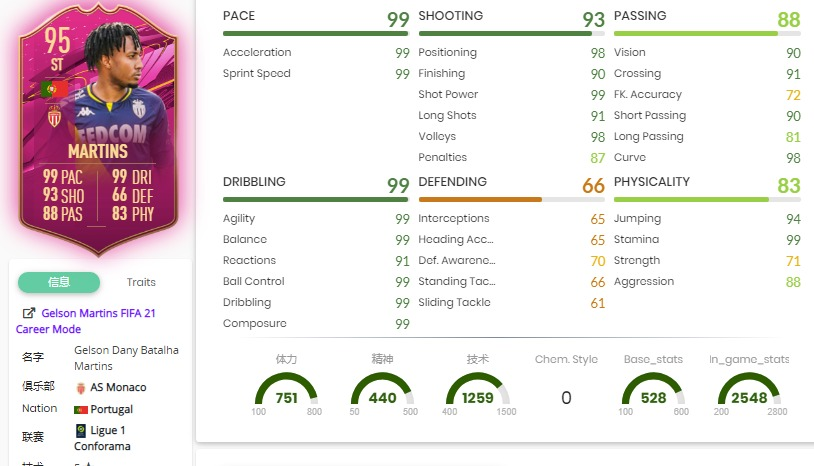 95
ST
FEDCOM
MARTINS
99 PAC 99 DRI
93 SHO 66 DEF
88 PAS 83 PHY
信息 Traits
Gelson Martins FIFA 21
Career Mode
名字 Gelson Dany Batalha
Martins
俱乐部 AS Monaco
Nation Portugal
联赛 Ligue 1
Conforama
PACE 99
Acceleration 99
Sprint Speed 99
SHOOTING 93
Positioning 98
Finishing 90
Shot Power 99
Long Shots 91
Volleys 98
Penalties 87
PASSING 88
Vision 90
Crossing 91
FK. Accuracy 72
Short Passing 90
Long Passing 81
Curve 98
DRIBBLING 99
Agility 99
Balance 99
Reactions 91
Ball Control 99
Dribbling 99
Composure 99
DEFENDING 66
Interceptions 65
Heading Acc... 65
Def. Awarene... 70
Standing Tac... 66
Sliding Tackle 61
PHYSICALITY 83
Jumping 94
Stamina 99
Strength 71
Aggression 88
体力 精神 技术 Chem. Style Base_stats in_game_stats
751 440 1259 0 528 2548
100 800 50 500 400 1500 100 600 200 2800